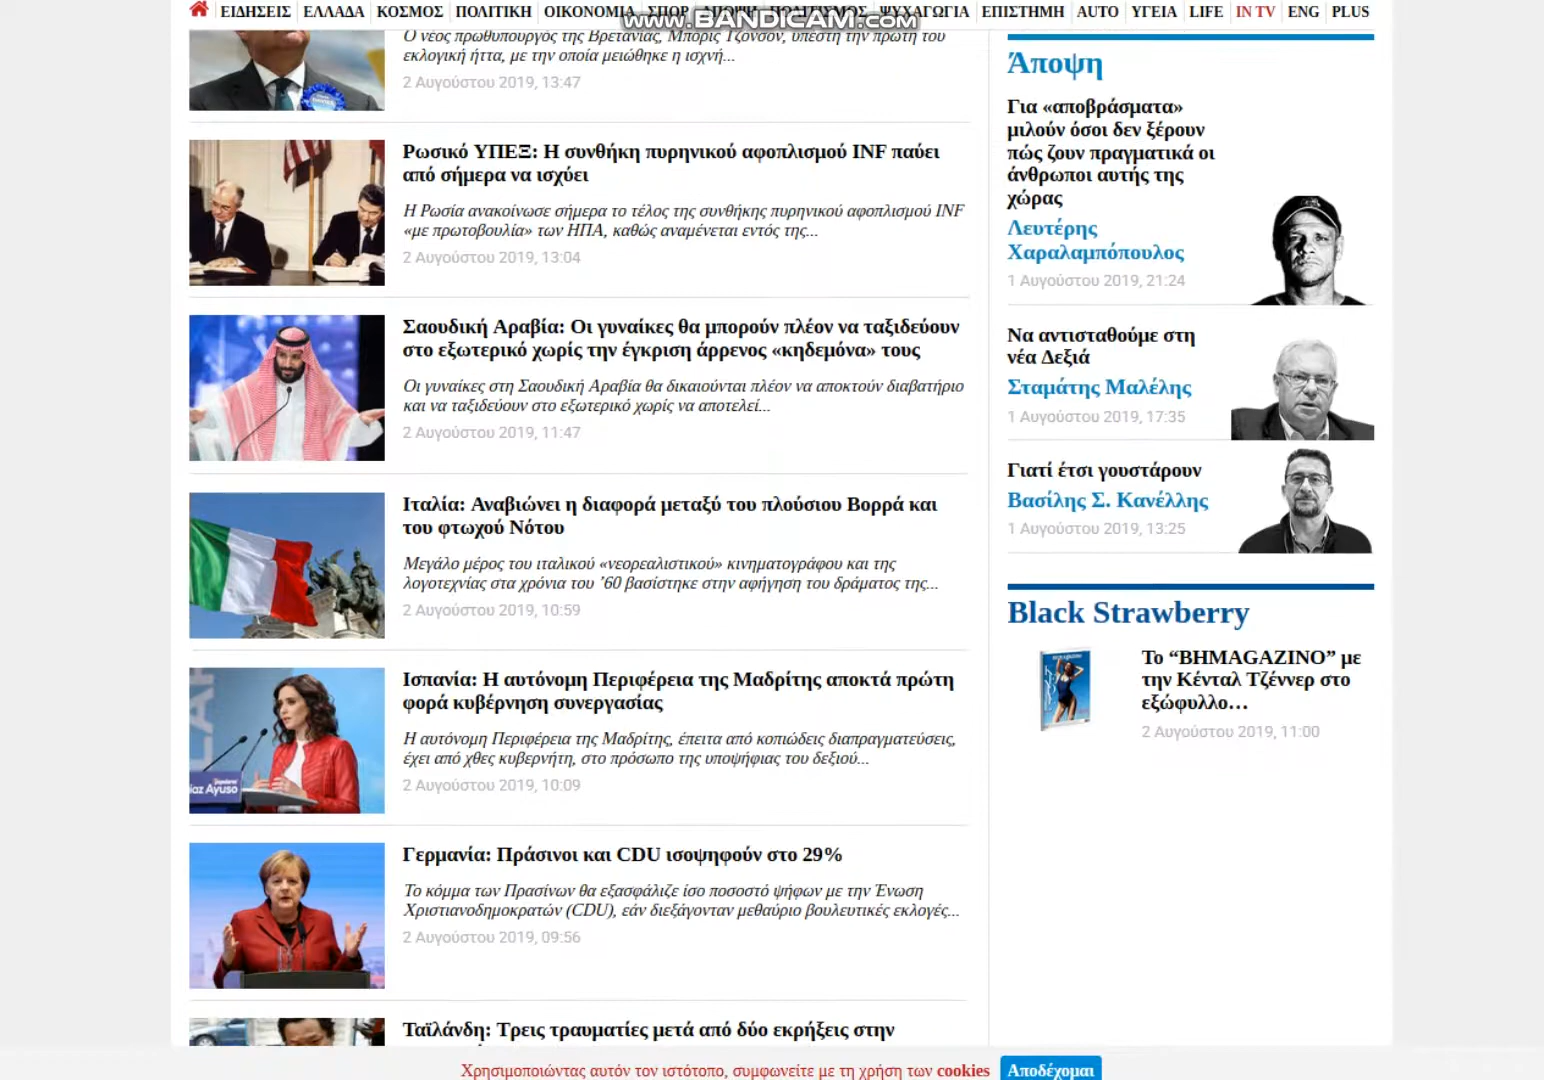 ΕΙΔΗΣΕΙΣ ΕΛΛΑΔΑ ΚΟΣΜΟΣ ΠΟΛΙΤΙΚΗ ΟΙΚΟΝΟΜΙΑ ΣΠΟΡ ΑΠΟΨΗ ΠΟΛΙΤΙΣΜΟΣ ΨΥΧΑΓΩΓΙΑ ΕΠΙΣΤΗΜΗ AUTO ΥΓΕΙΑ LIFE IN TV ENG PLUS
www.BANDICAM.com
Ο νέος πρωθυπουργός της Βρετανίας, Μπόρις Τζόνσον, υπέστη την πρώτη του
εκλογική ήττα, με την οποία μειώθηκε η ισχνή...
2 Αυγούστου 2019, 13:47
Ρωσικό ΥΠΕΞ: Η συνθήκη πυρηνικού αφοπλισμού INF παύει
από σήμερα να ισχύει
Η Ρωσία ανακοίνωσε σήμερα το τέλος της συνθήκης πυρηνικού αφοπλισμού INF
«με πρωτοβουλία» των ΗΠΑ, καθώς αναμένεται εντός της...
2 Αυγούστου 2019, 13:04
Σαουδική Αραβία: Οι γυναίκες θα μπορούν πλέον να ταξιδεύουν
στο εξωτερικό χωρίς την έγκριση άρρενος «κηδεμόνα» τους
Οι γυναίκες στη Σαουδική Αραβία θα δικαιούνται πλέον να αποκτούν διαβατήριο
και να ταξιδεύουν στο εξωτερικό χωρίς να αποτελεί...
2 Αυγούστου 2019, 11:47
Ιταλία: Αναβιώνει η διαφορά μεταξύ του πλούσιου Βορρά και
του φτωχού Νότου
Μεγάλο μέρος του ιταλικού «νεορεαλιστικού» κινηματογράφου και της
λογοτεχνίας στα χρόνια του ’60 βασίστηκε στην αφήγηση του δράματος της...
2 Αυγούστου 2019, 10:59
Ισπανία: Η αυτόνομη Περιφέρεια της Μαδρίτης αποκτά πρώτη
φορά κυβέρνηση συνεργασίας
Η αυτόνομη Περιφέρεια της Μαδρίτης, έπειτα από κοπιώδεις διαπραγματεύσεις,
έχει από χθες κυβερνήτη, στο πρόσωπο της υποψήφιας του δεξιού...
2 Αυγούστου 2019, 10:09
íaz Ayuso
Γερμανία: Πράσινοι και CDU ισοψηφούν στο 29%
Το κόμμα των Πρασίνων θα εξασφάλιζε ίσο ποσοστό ψήφων με την Ένωση
Χριστιανοδημοκρατών (CDU), εάν διεξάγονταν μεθαύριο βουλευτικές εκλογές...
2 Αυγούστου 2019, 09:56
Ταϊλάνδη: Τρεις τραυματίες μετά από δύο εκρήξεις στην
Άποψη
Για «αποβράσματα»
μιλούν όσοι δεν ξέρουν
πώς ζουν πραγματικά οι
άνθρωποι αυτής της
χώρας
Λευτέρης
Χαραλαμπόπουλος
1 Αυγούστου 2019, 21:24
Να αντισταθούμε στη
νέα Δεξιά
Σταμάτης Μαλέλης
1 Αυγούστου 2019, 17:35
Γιατί έτσι γουστάρουν
Βασίλης Σ. Κανέλλης
1 Αυγούστου 2019, 13:25
Black Strawberry
Το “BHMAGAZINO” με
την Κένταλ Τζέννερ στο
εξώφυλλο…
2 Αυγούστου 2019, 11:00
Χρησιμοποιώντας αυτόν τον ιστότοπο, συμφωνείτε με τη χρήση των cookies Αποδέχομαι